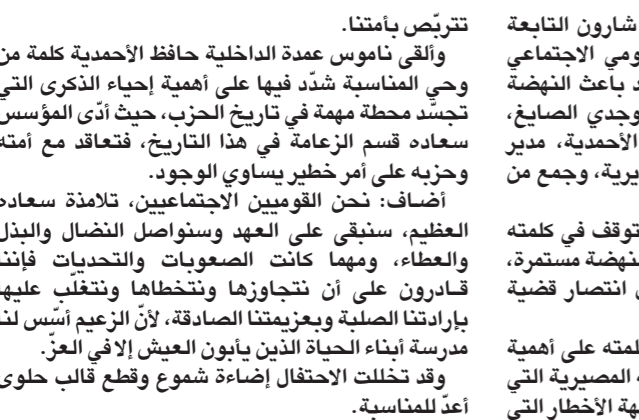 شارون التابعة
ومي الاجتماعي
د باعث النهضة
وجدي الصايغ،
الأحمدية، مدير
ديرية، وجمع من
توقف في كلمته
لنهضة مستمرة،
انتصار قضية
لمته على أهمية
المصيرية التي
هة الأخطار التي
تتربّص بأمتنا.
وألقى ناموس عمدة الداخلية حافظ الأحمدية كلمة من
وحي المناسبة شدّد فيها على أهمية إحياء الذكرى التي
تجسّد محطة مهمة في تاريخ الحزب، حيث أدّى المؤسس
سعاده قسم الزعامة في هذا التاريخ، فتعاقد مع أمته
وحزبه على أمر خطير يساوي الوجود.
أضاف: نحن القوميين الاجتماعيين، تلامذة سعاده
العظيم، سنبقى على العهد وسنواصل النضال والبذل
والعطاء، ومهما كانت الصعوبات والتحديات فإننا
قادرون على أن نتجاوزها ونتخطاها ونتغلّب عليها
بإرادتنا الصلبة وبعزيمتنا الصادقة، لأنّ الزعيم أسّس لنا
مدرسة أبناء الحياة الذين يأبون العيش إلا في العزّ.
وقد تخللت الاحتفال إضاءة شموع وقطع قالب حلوى
أعدّ للمناسبة.